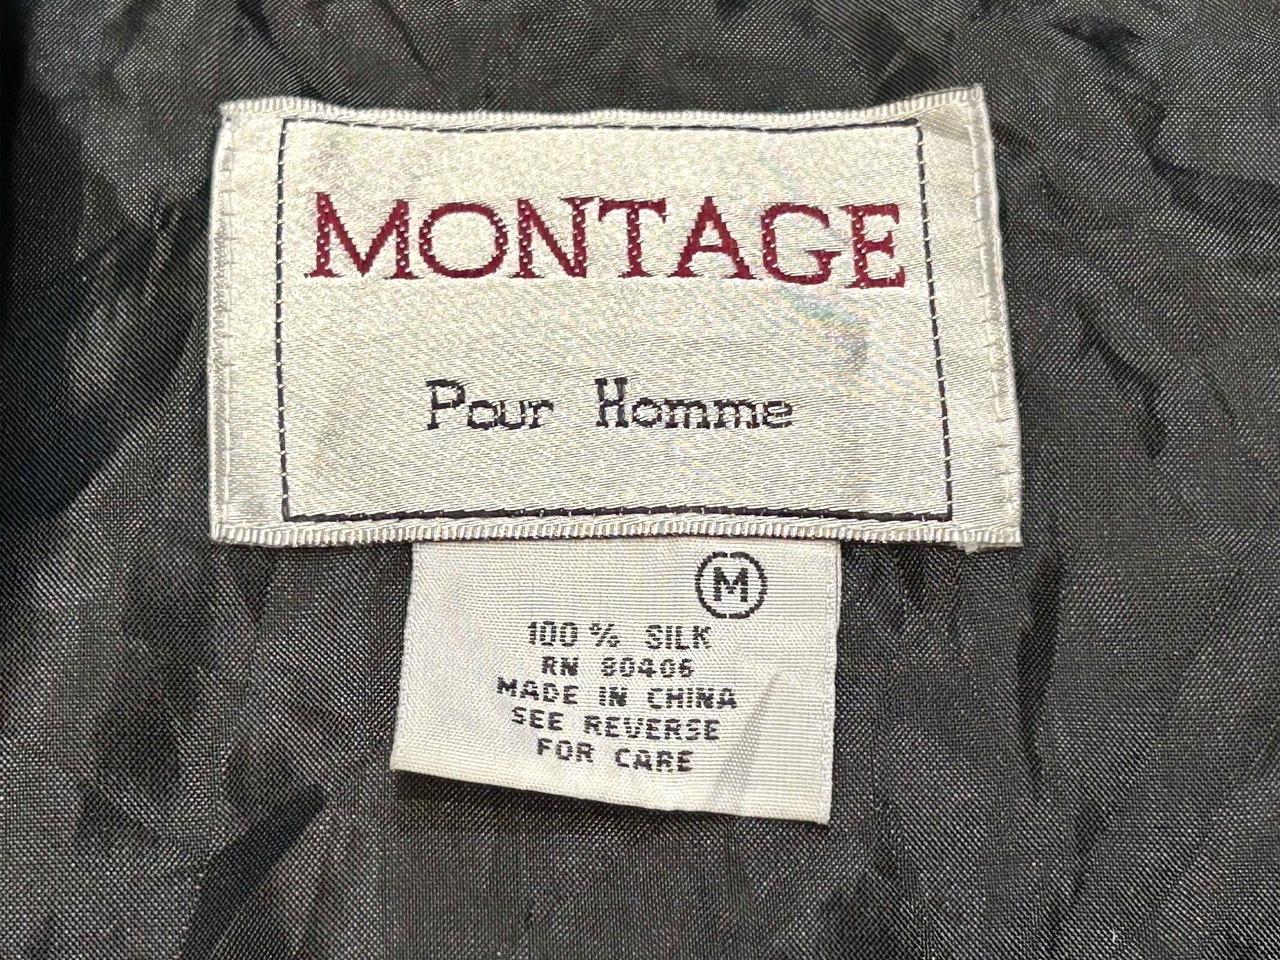 MONTAGE
Pour Homme
M
100% SILK
RN 80406
MADE IN CHINA
SEE REVERSE
FOR CARE